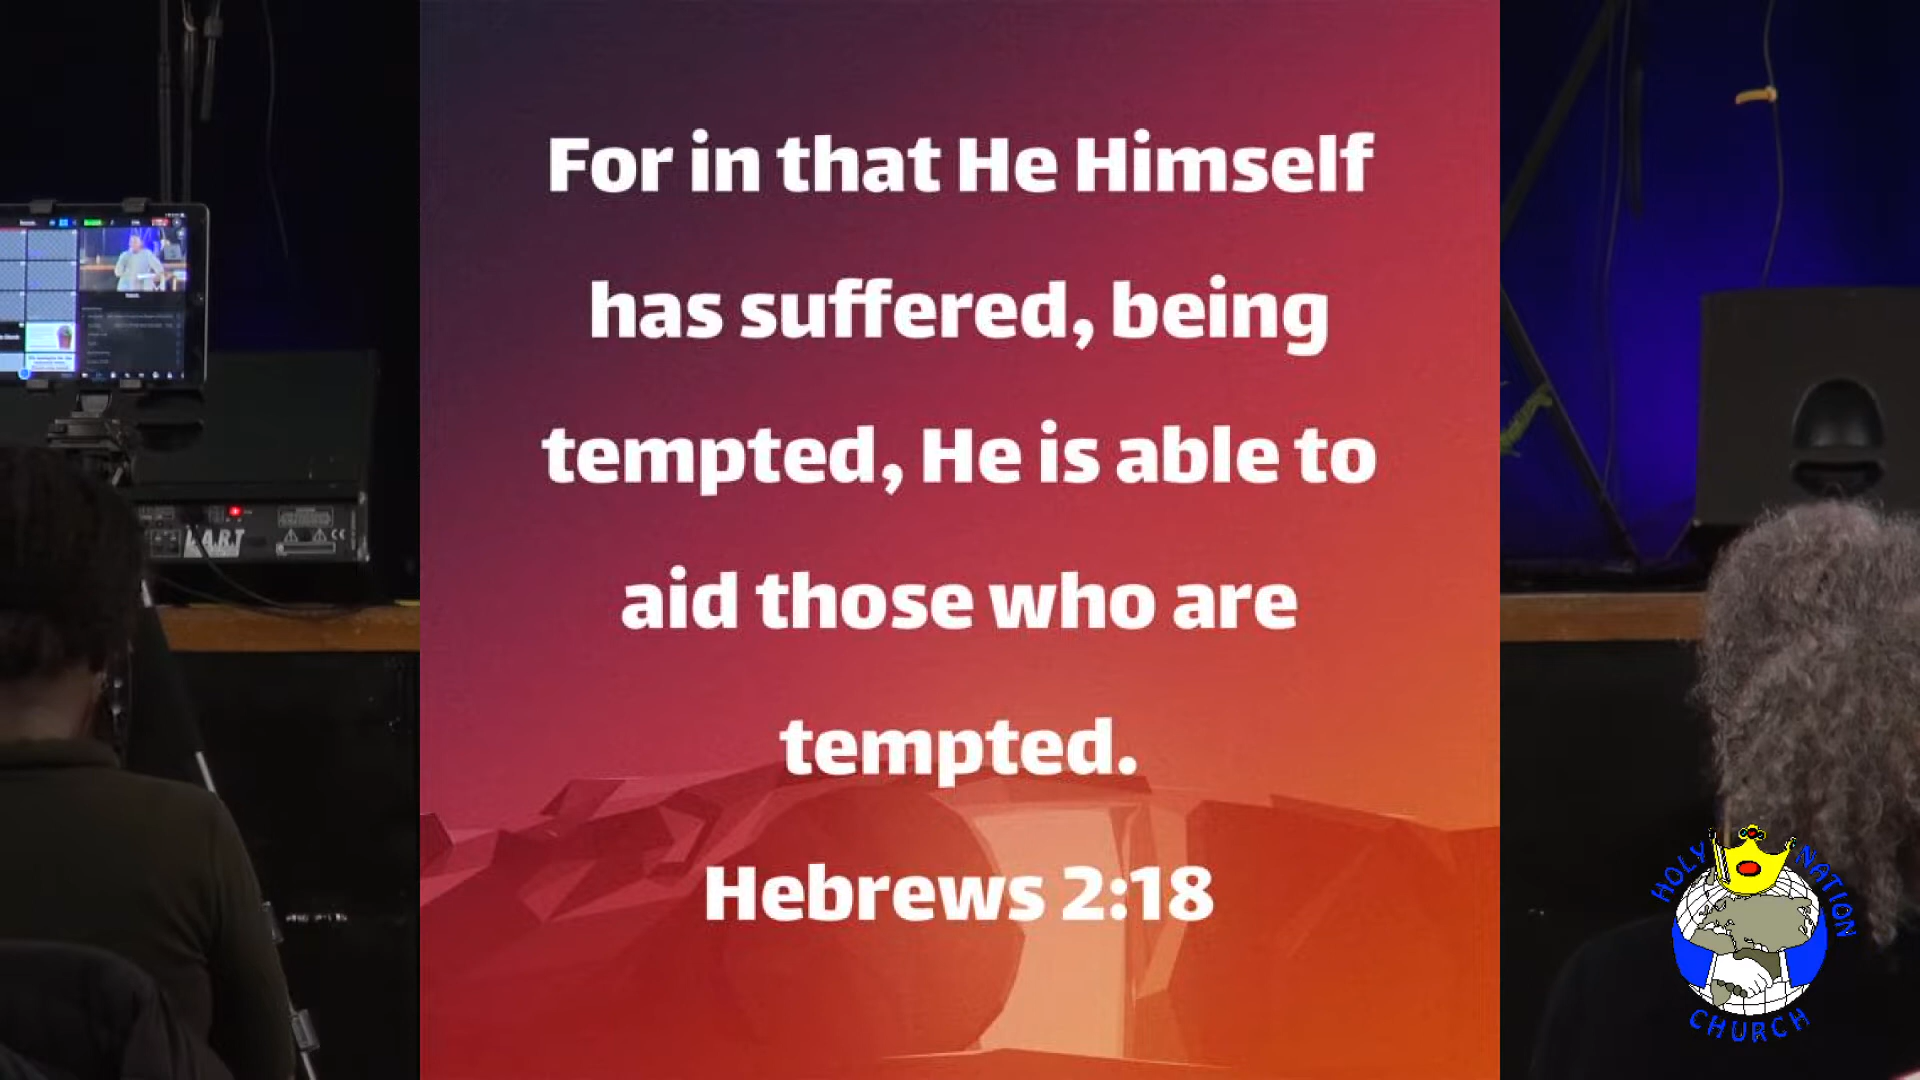 For in that He Himself
has suffered, being
tempted, He is able to
aid those who are
tempted.
Hebrews 2:18
HOLY NATION
CHURCH
D.A.R.T